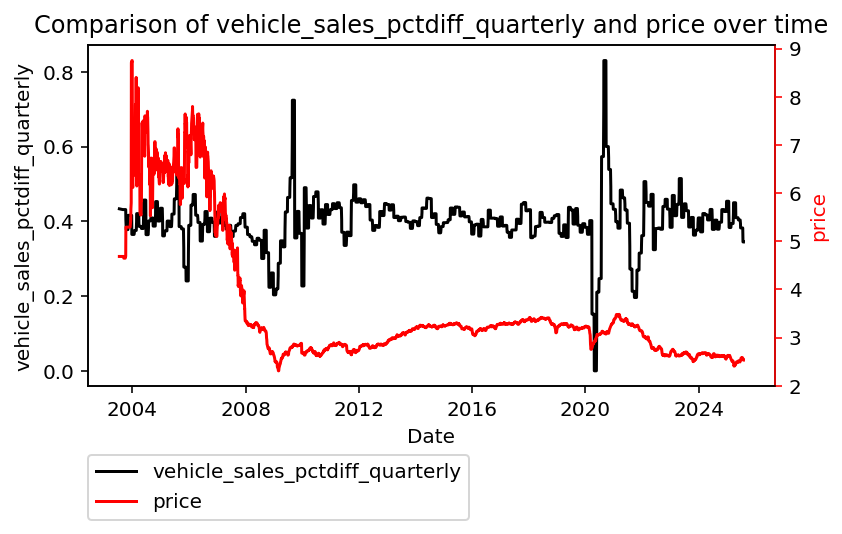 Comparison of vehicle_sales_pctdiff_quarterly and price over time
vehicle_sales_pctdiff_quarterly
0.8
0.6
0.4
0.2
0.0
9
8
7
6
5
4
3
2
price
2004 2008 2012 2016 2020 2024
Date
vehicle_sales_pctdiff_quarterly
price